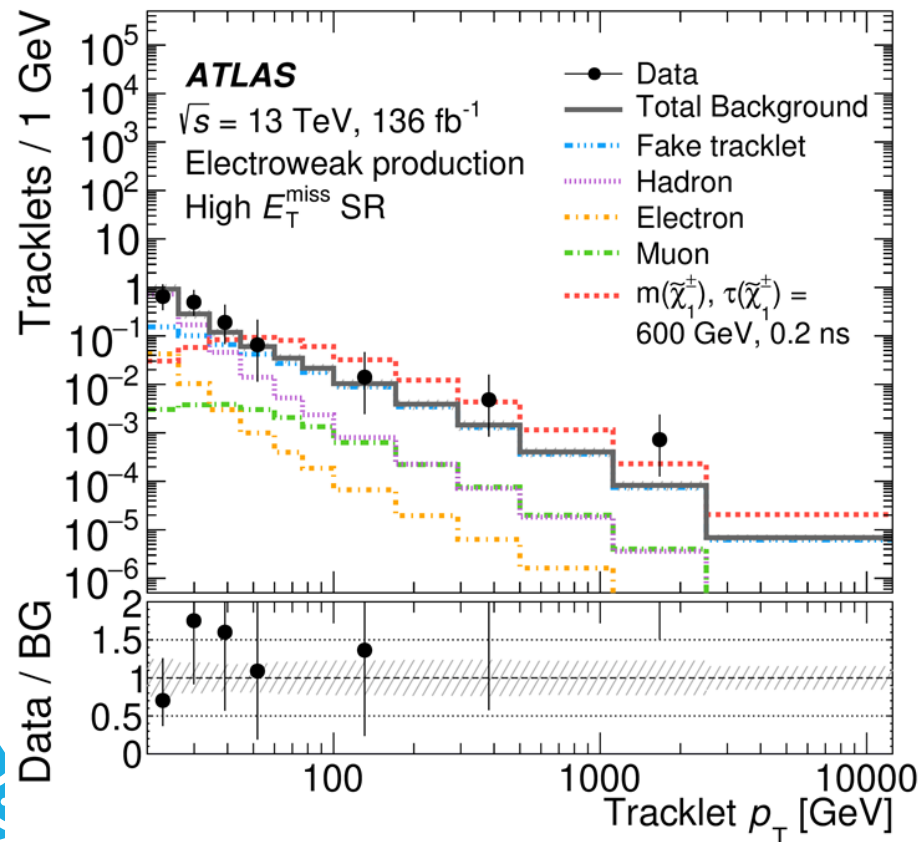 Tracklets / 1 GeV
10⁵
10⁴
10³
10²
10
1
10⁻¹
10⁻²
10⁻³
10⁻⁴
10⁻⁵
10⁻⁶
ATLAS
√s = 13 TeV, 136 fb⁻¹
Electroweak production
High E_T^miss SR
Data
Total Background
Fake tracklet
Hadron
Electron
Muon
m(χ̃₁±), τ(χ̃₁±) =
600 GeV, 0.2 ns
Data / BG
2
1.5
1
0.5
0
100
1000
10000
Tracklet p_T [GeV]